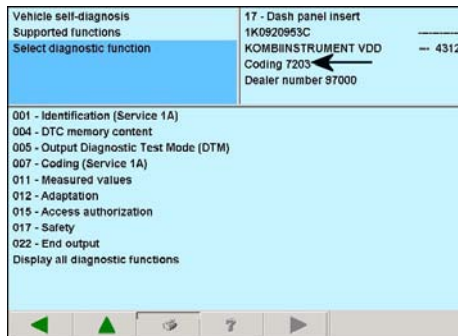 Vehicle self-diagnosis
Supported functions
Select diagnostic function
17 - Dash panel insert
1K0920953C
KOMBIINSTRUMENT VDD --- 4312
Coding 7203
Dealer number 97000
001 - Identification (Service 1A)
004 - DTC memory content
005 - Output Diagnostic Test Mode (DTM)
007 - Coding (Service 1A)
011 - Measured values
012 - Adaptation
015 - Access authorization
017 - Safety
022 - End output
Display all diagnostic functions
?